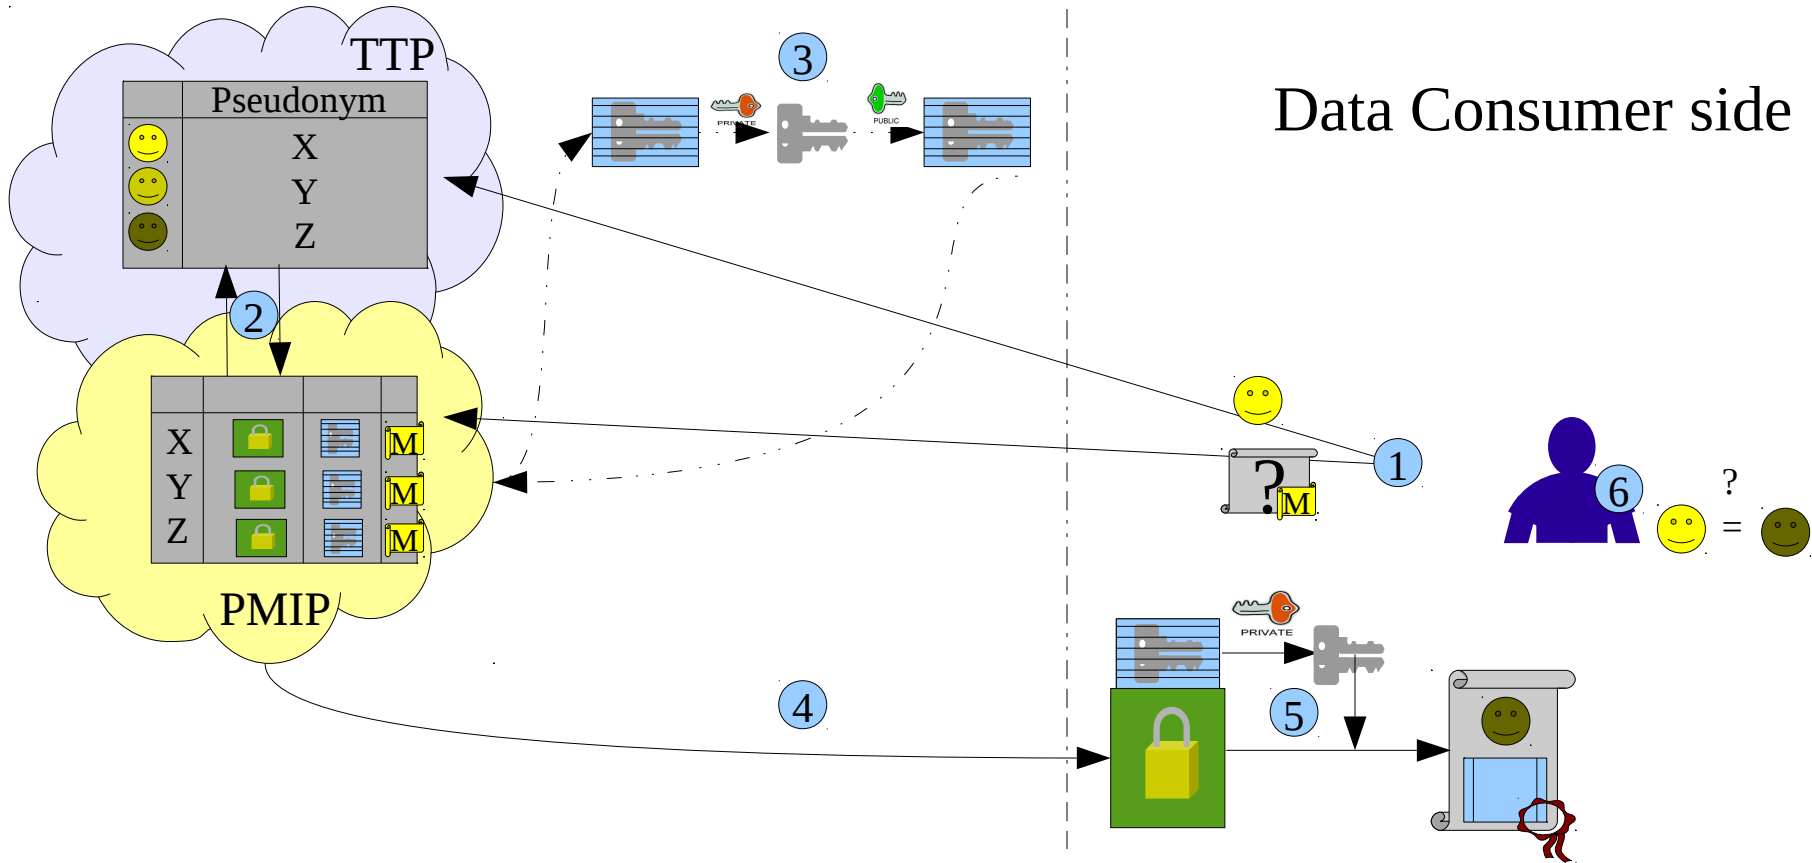 TTP
Pseudonym
X
Y
Z
2
3
PRIVATE
PUBLIC
Data Consumer side
X M
Y M
Z M
PMIP
1
? M
6
?
=
4
PRIVATE
5